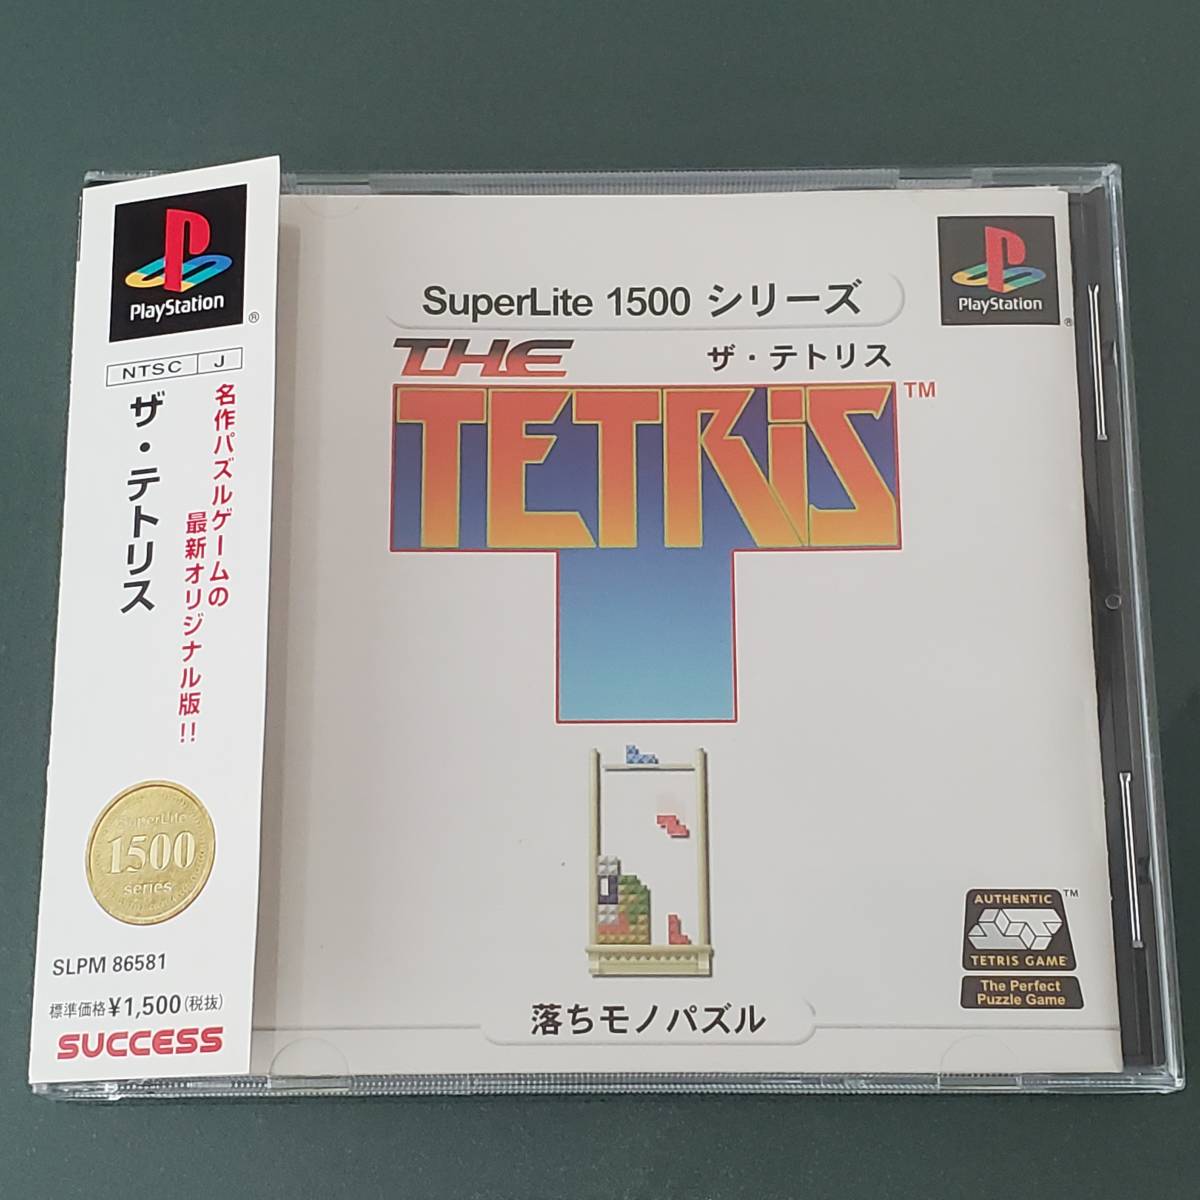 PlayStation
®
NTSC J
ザ・テトリス
名作パズルゲームの
最新オリジナル版!!
SuperLite
1500
series
SLPM 86581
標準価格¥1,500(税抜)
SUCCESS
PlayStation
®
SuperLite 1500 シリーズ
THE
ザ・テトリス
TETRiS™
落ちモノパズル
AUTHENTIC
TETRIS GAME
™
The Perfect
Puzzle Game